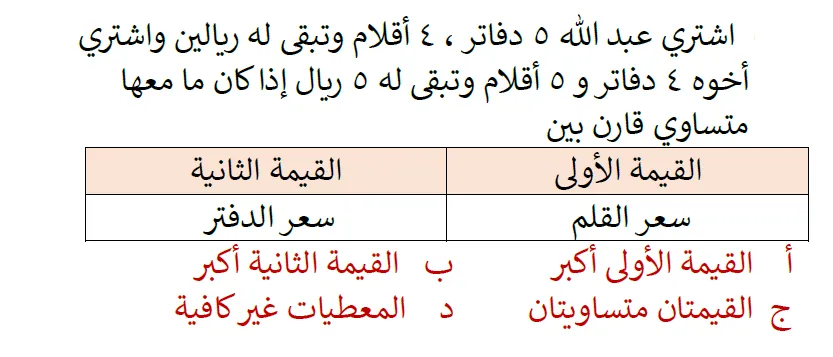 اشتري عبد الله ٥ دفاتر ، ٤ أقلام وتبقى له ريالين واشتري
أخوه ٤ دفاتر و ٥ أقلام وتبقى له ٥ ريال إذا كان ما معها
متساوي قارن بين
القيمة الأولى القيمة الثانية
سعر القلم سعر الدفتر
أ القيمة الأولى أكبر ب القيمة الثانية أكبر
ج القيمتان متساويتان د المعطيات غير كافية